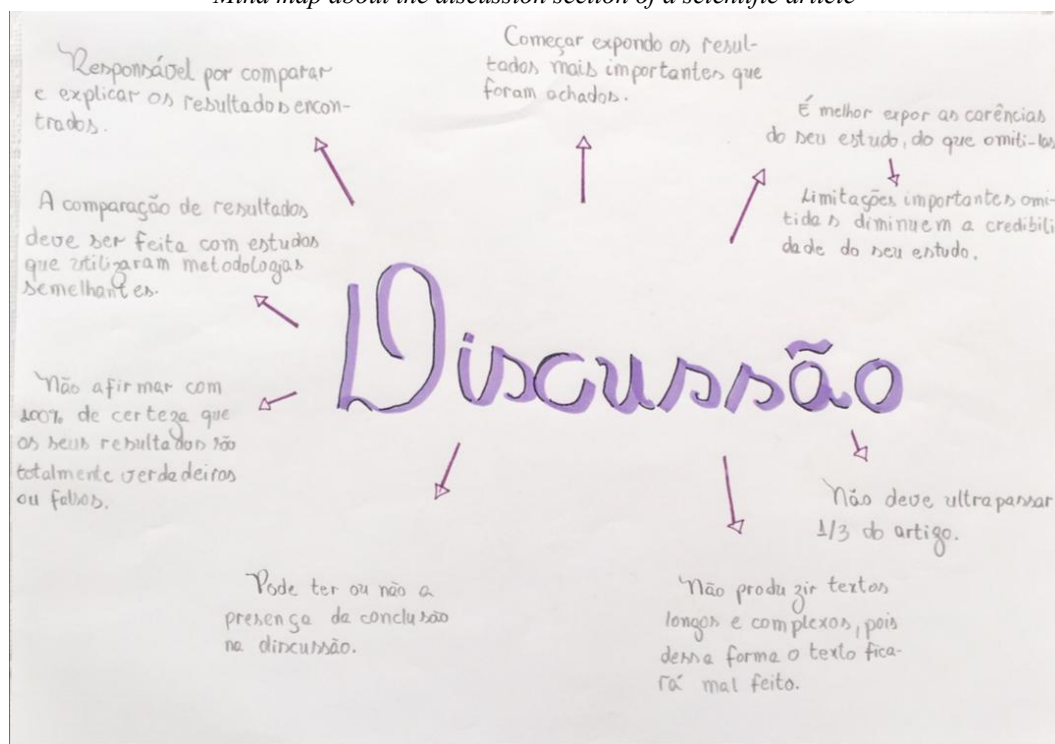 Mind map about the discussion section of a scientific article
Responsável por comparar
e explicar os resultados encon-
trados.
Começar expondo os resul-
tados mais importantes que
foram achados.
É melhor expor as carências
do seu estudo, do que omiti-las
Limitações importantes omi-
tidas diminuem a credibili
dade do seu estudo.
A comparação de resultados
deve ser feita com estudos
que utilizaram metodologias
semelhantes.
Discussão
Não afirmar com
100% de certeza que
os seus resultados são
totalmente verdadeiros
ou falsos.
Não deve ultrapassar
1/3 do artigo.
Pode ter ou não a
presença da conclusão
na discussão.
Não produzir textos
longos e complexos, pois
dessa forma o texto fica-
rá mal feito.